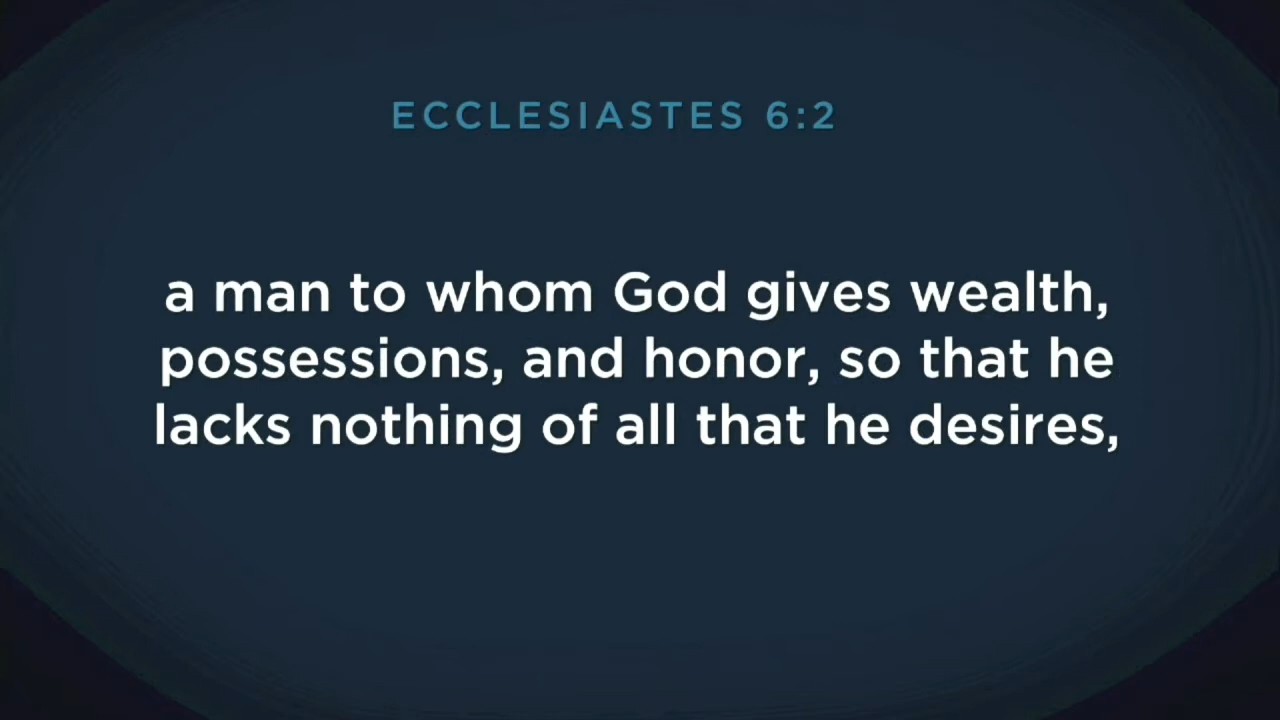 ECCLESIASTES 6:2
a man to whom God gives wealth,
possessions, and honor, so that he
lacks nothing of all that he desires,